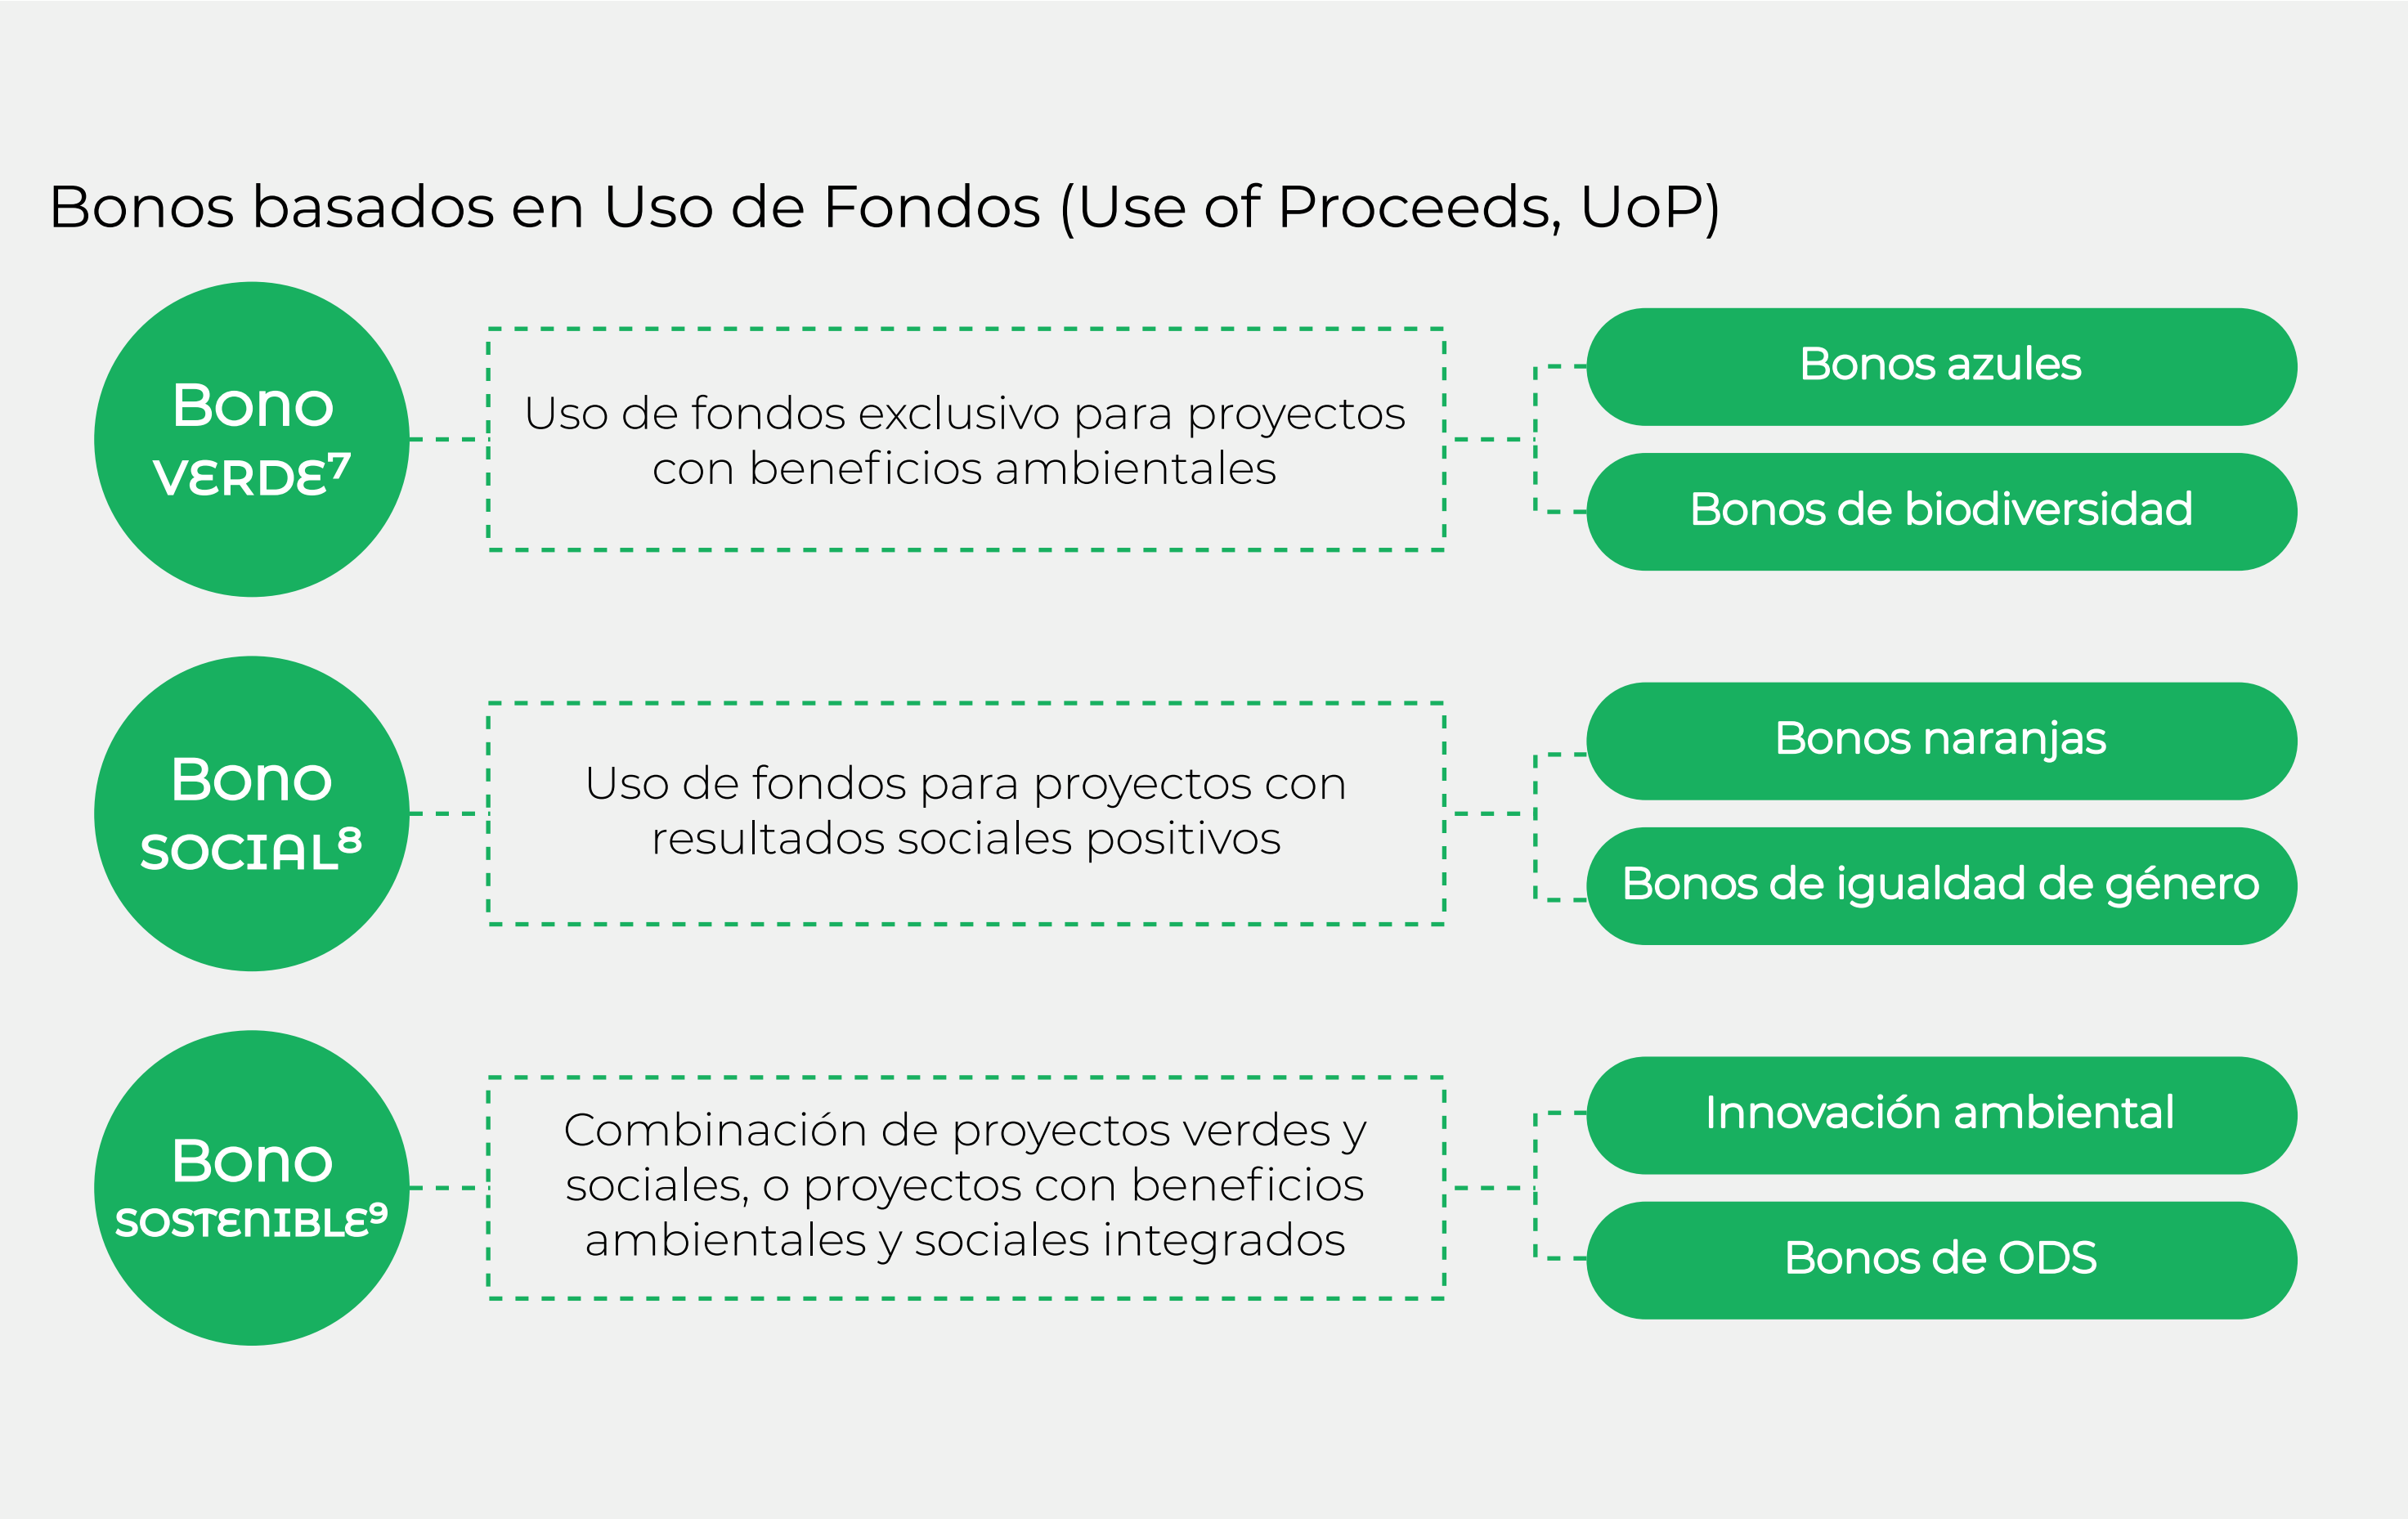 Bonos basados en Uso de Fondos (Use of Proceeds, UoP)
Bono
VERDE⁷
Uso de fondos exclusivo para proyectos
con beneficios ambientales
Bonos azules
Bonos de biodiversidad
Bono
SOCIAL⁸
Uso de fondos para proyectos con
resultados sociales positivos
Bonos naranjas
Bonos de igualdad de género
Bono
SOSTENIBLE⁹
Combinación de proyectos verdes y
sociales, o proyectos con beneficios
ambientales y sociales integrados
Innovación ambiental
Bonos de ODS